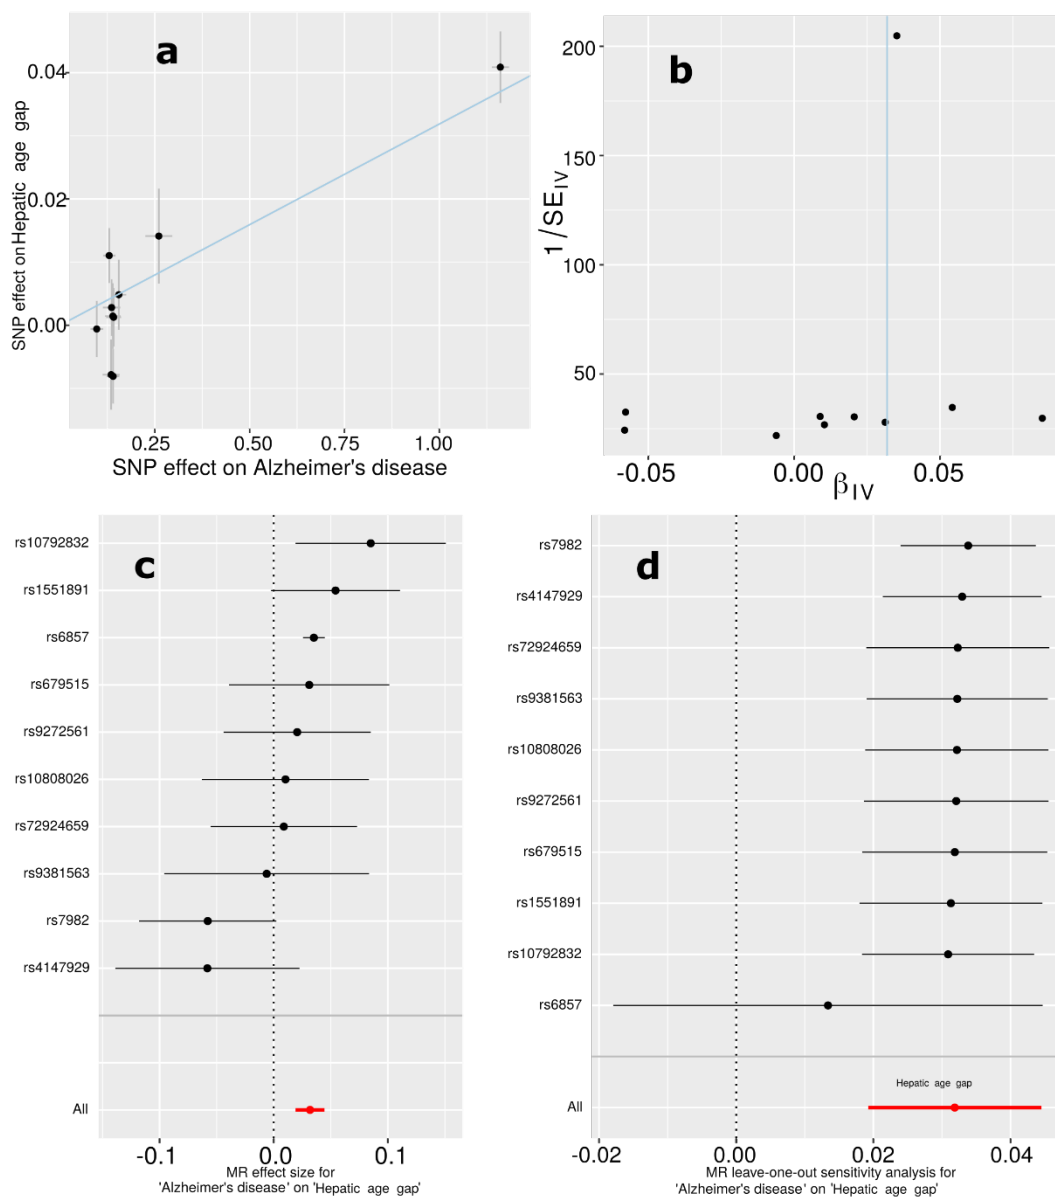 a
SNP effect on Hepatic age gap
0.04
0.02
0.00
0.25
0.50
0.75
1.00
SNP effect on Alzheimer's disease
b
1/SE_IV
200
150
100
50
-0.05
0.00
0.05
β_IV
c
rs10792832
rs1551891
rs6857
rs679515
rs9272561
rs10808026
rs72924659
rs9381563
rs7982
rs4147929
All
-0.1
0.0
0.1
MR effect size for
'Alzheimer's disease' on 'Hepatic age gap'
d
rs7982
rs4147929
rs72924659
rs9381563
rs10808026
rs9272561
rs679515
rs1551891
rs10792832
rs6857
Hepatic age gap
All
-0.02
0.00
0.02
0.04
MR leave-one-out sensitivity analysis for
'Alzheimer's disease' on 'Hepatic age gap'